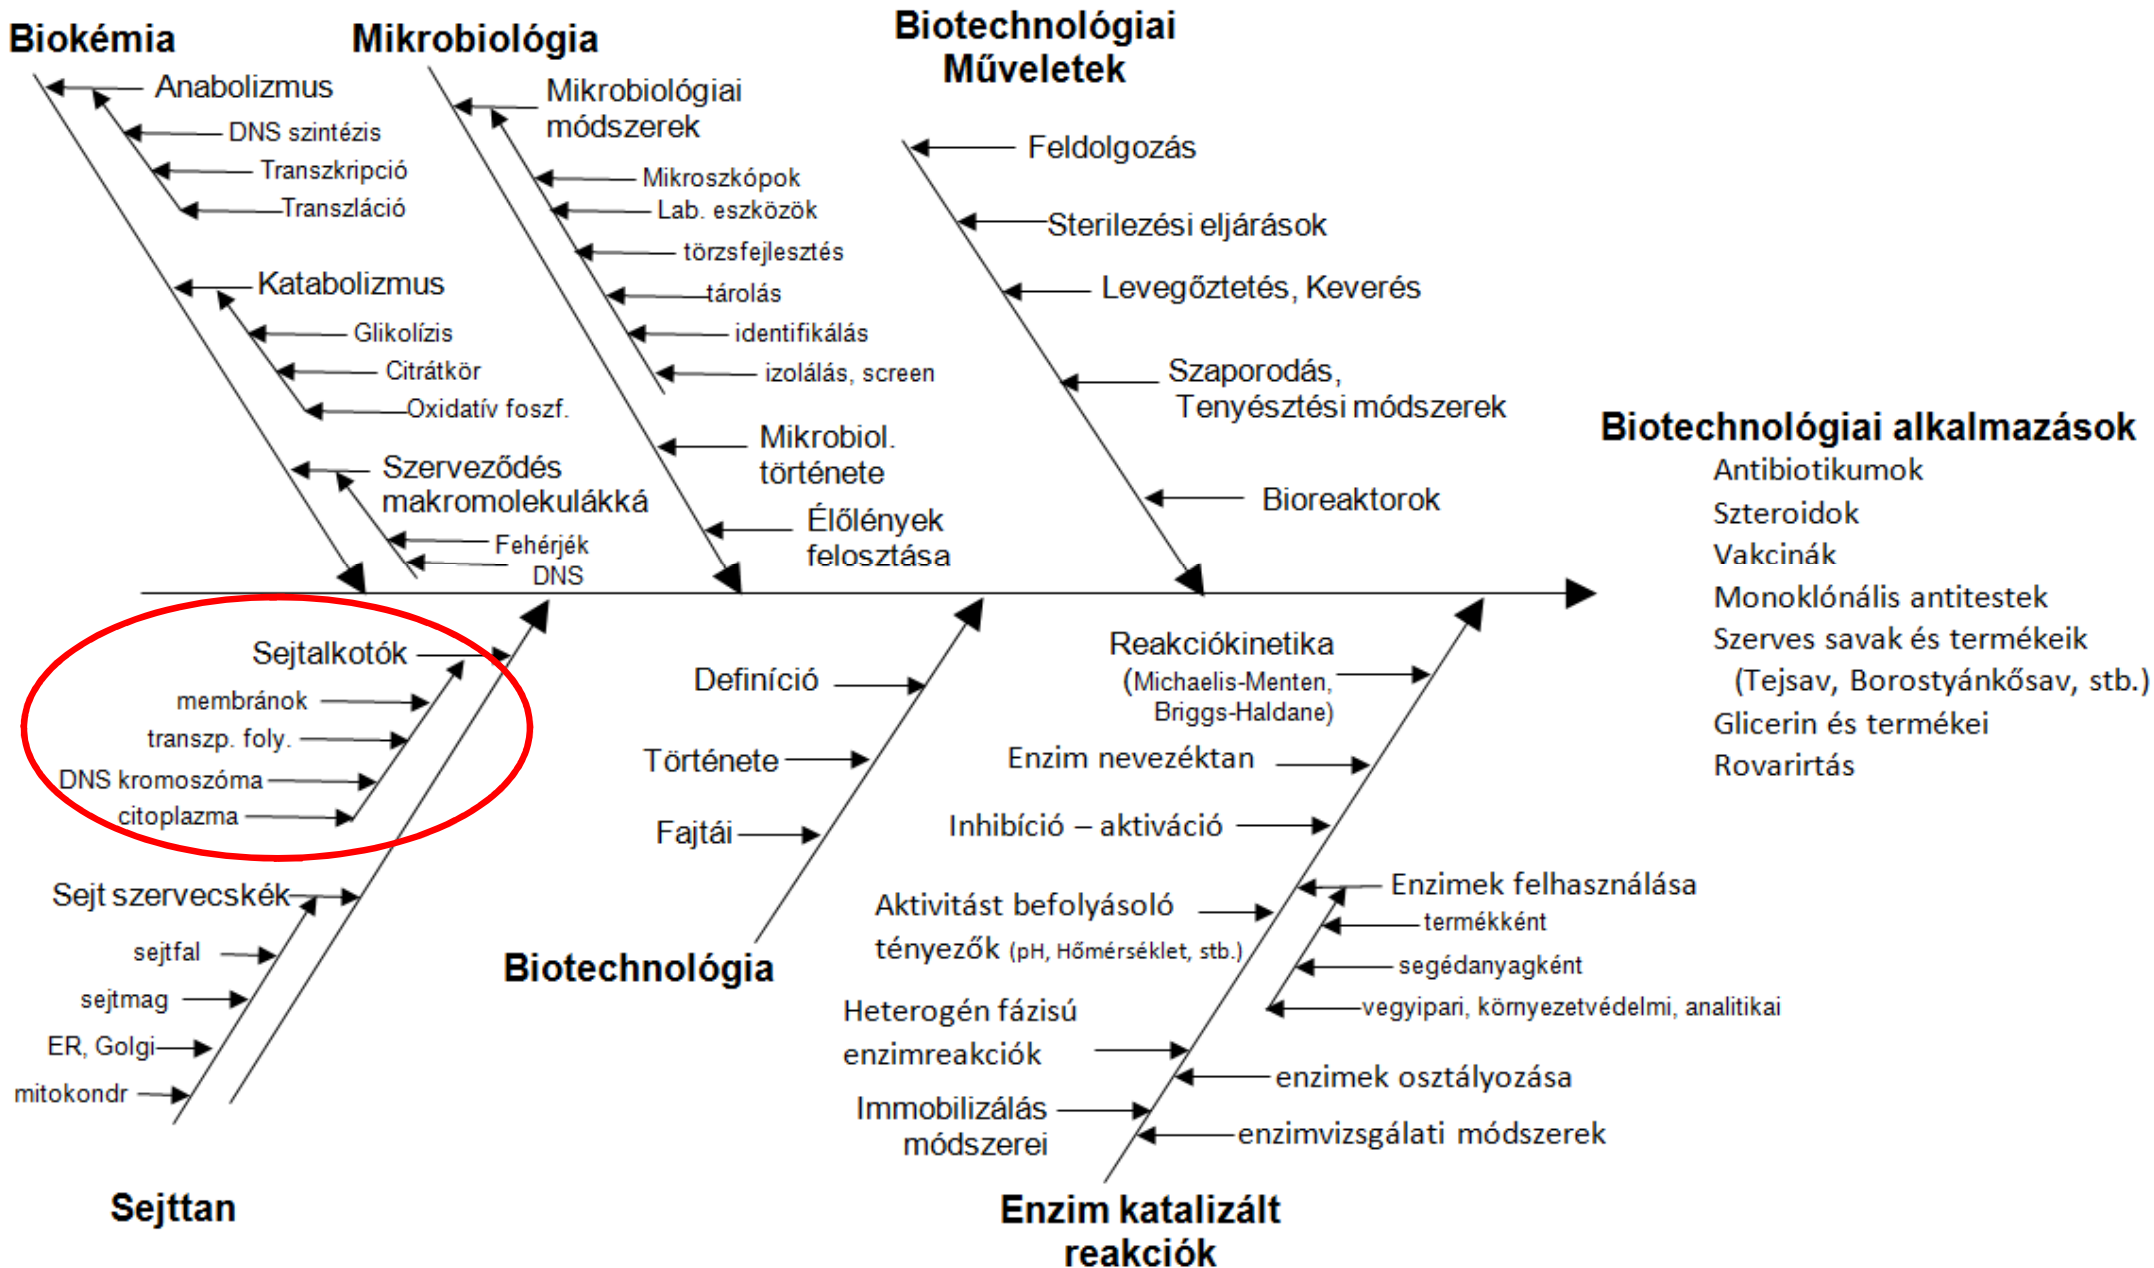 Biokémia
Anabolizmus
DNS szintézis
Transzkripció
Transzláció
Katabolizmus
Glikolízis
Citrátkör
Oxidatív foszf.
Szerveződés
makromolekulákká
Fehérjék
DNS
Mikrobiológia
Mikrobiológiai
módszerek
Mikroszkópok
Lab. eszközök
törzsfejlesztés
tárolás
identifikálás
izolálás, screen
Mikrobiol.
története
Élőlények
felosztása
Biotechnológiai
Műveletek
Feldolgozás
Sterilezési eljárások
Levegőztetés, Keverés
Szaporodás,
Tenyésztési módszerek
Bioreaktorok
Biotechnológiai alkalmazások
Antibiotikumok
Szteroidok
Vakcinák
Monoklónális antitestek
Szerves savak és termékeik
(Tejsav, Borostyánkősav, stb.)
Glicerin és termékei
Rovarirtás
Sejtalkotók
membránok
transzp. foly.
DNS kromoszóma
citoplazma
Sejt szervecskék
sejtfal
sejtmag
ER, Golgi
mitokondr
Sejttan
Definíció
Története
Fajtái
Biotechnológia
Reakciókinetika
(Michaelis-Menten,
Briggs-Haldane)
Enzim nevezéktan
Inhibíció – aktiváció
Aktivitást befolyásoló
tényezők (pH, Hőmérséklet, stb.)
Heterogén fázisú
enzimreakciók
Immobilizálás
módszerei
Enzimek felhasználása
termékként
segédanyagként
vegyipari, környezetvédelmi, analitikai
enzimek osztályozása
enzimvizsgálati módszerek
Enzim katalizált
reakciók